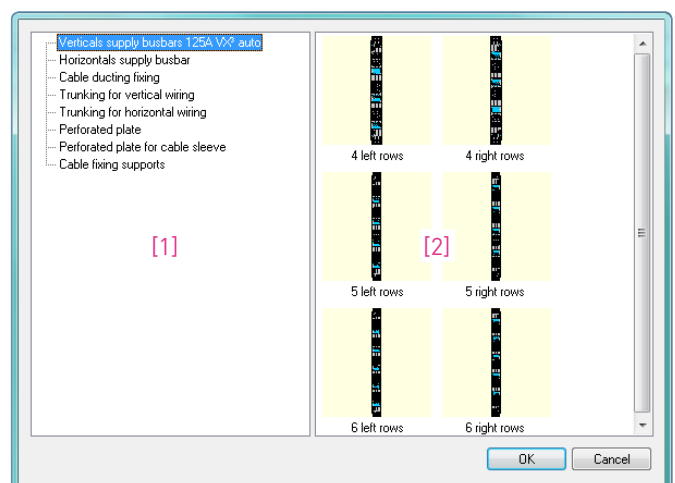 Verticals supply busbars 125A VX³ auto
Horizontals supply busbar
Cable ducting fixing
Trunking for vertical wiring
Trunking for horizontal wiring
Perforated plate
Perforated plate for cable sleeve
Cable fixing supports
[1]
4 left rows
4 right rows
[2]
5 left rows
5 right rows
6 left rows
6 right rows
OK
Cancel